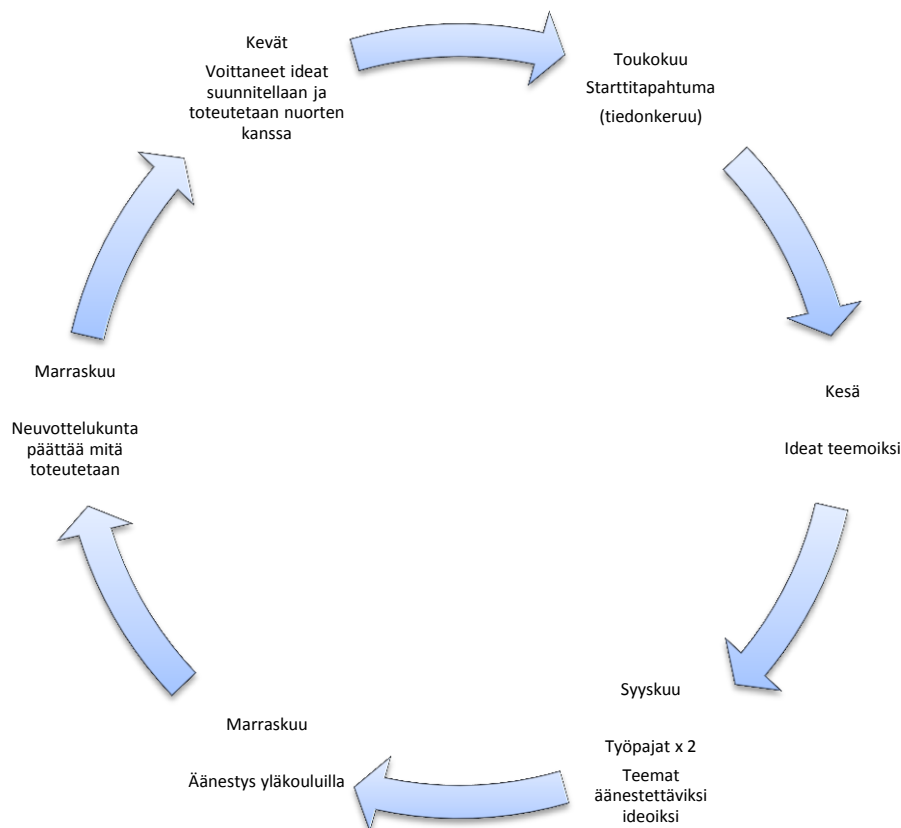 Kevät
Voittaneet ideat
suunnitellaan ja
toteutetaan nuorten
kanssa
Toukokuu
Starttitapahtuma
(tiedonkeruu)
Kesä
Ideat teemoiksi
Syyskuu
Työpajat x 2
Teemat
äänestettäviksi
ideoiksi
Marraskuu
Äänestys yläkouluilla
Marraskuu
Neuvottelukunta
päättää mitä
toteutetaan